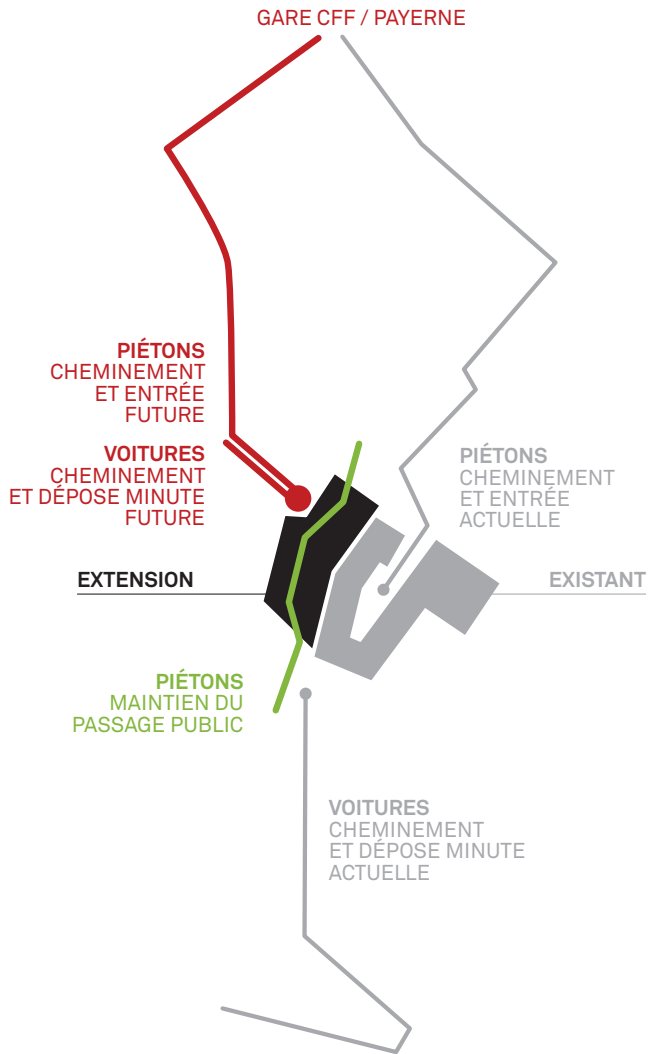 GARE CFF / PAYERNE
PIÉTONS
CHEMINEMENT
ET ENTRÉE
FUTURE
VOITURES
CHEMINEMENT
ET DÉPOSE MINUTE
FUTURE
PIÉTONS
CHEMINEMENT
ET ENTRÉE
ACTUELLE
EXTENSION
EXISTANT
PIÉTONS
MAINTIEN DU
PASSAGE PUBLIC
VOITURES
CHEMINEMENT
ET DÉPOSE MINUTE
ACTUELLE